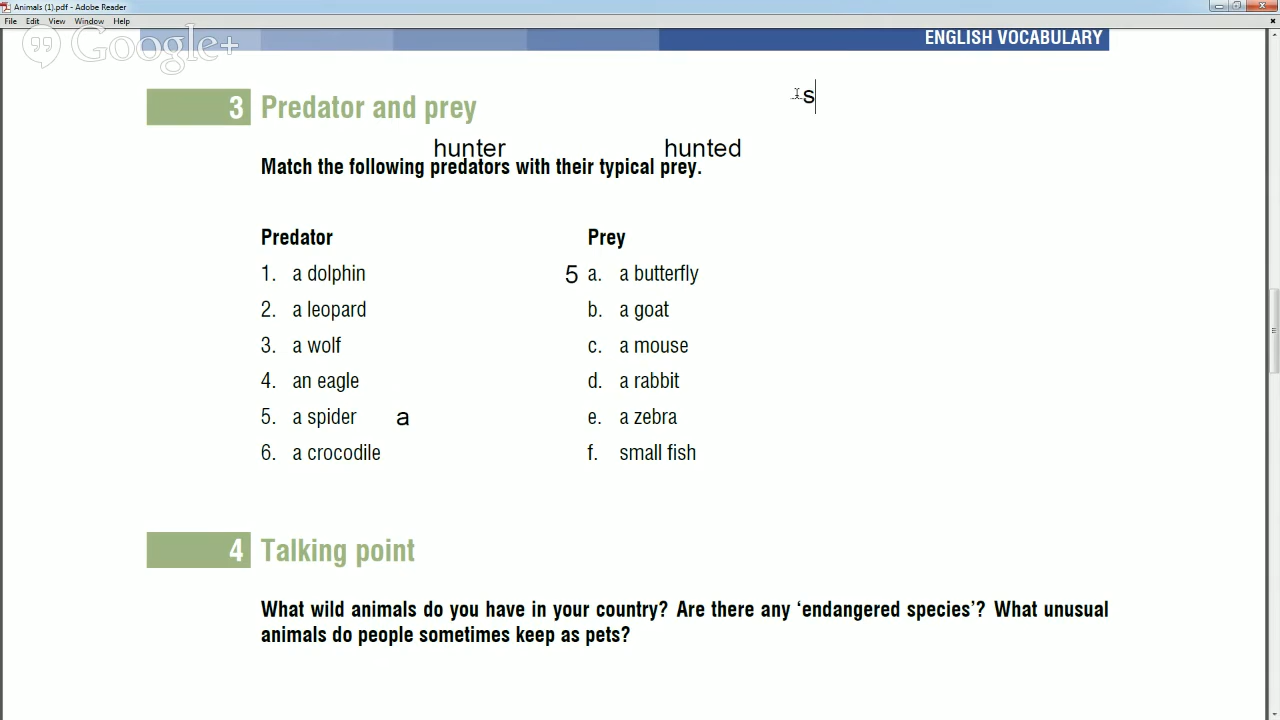 Animals (1).pdf - Adobe Reader
File Edit View Window Help
Google+
ENGLISH VOCABULARY
s
3 Predator and prey
hunter hunted
Match the following predators with their typical prey.
Predator Prey
1. a dolphin 5 a. a butterfly
2. a leopard b. a goat
3. a wolf c. a mouse
4. an eagle d. a rabbit
5. a spider a e. a zebra
6. a crocodile f. small fish
4 Talking point
What wild animals do you have in your country? Are there any ‘endangered species’? What unusual
animals do people sometimes keep as pets?